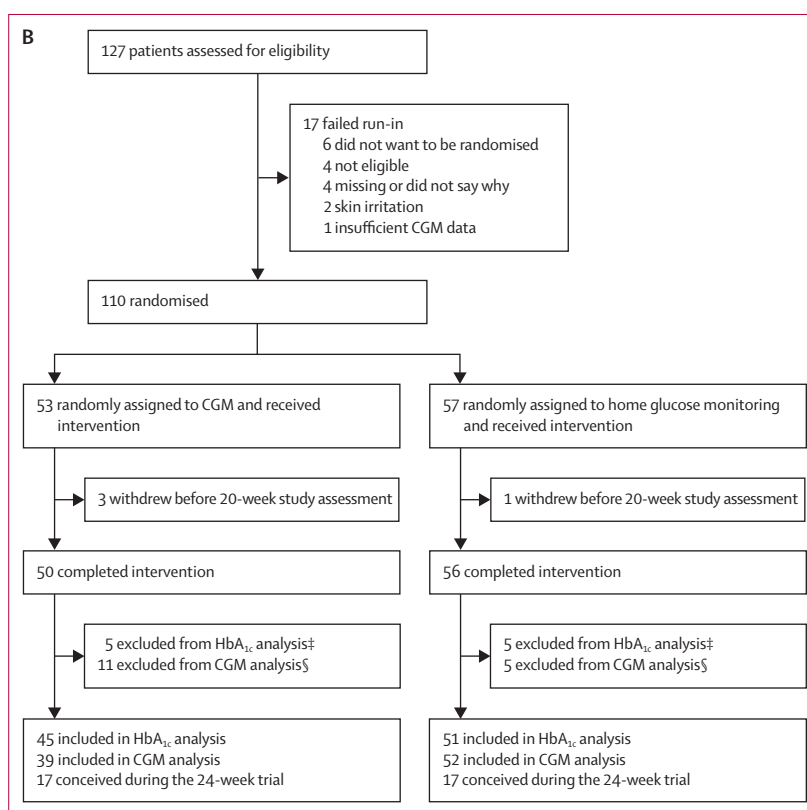 B
127 patients assessed for eligibility
17 failed run-in
6 did not want to be randomised
4 not eligible
4 missing or did not say why
2 skin irritation
1 insufficient CGM data
110 randomised
53 randomly assigned to CGM and received
intervention
57 randomly assigned to home glucose monitoring
and received intervention
3 withdrew before 20-week study assessment
1 withdrew before 20-week study assessment
50 completed intervention
56 completed intervention
5 excluded from HbA1c analysis‡
11 excluded from CGM analysis§
5 excluded from HbA1c analysis‡
5 excluded from CGM analysis§
45 included in HbA1c analysis
39 included in CGM analysis
17 conceived during the 24-week trial
51 included in HbA1c analysis
52 included in CGM analysis
17 conceived during the 24-week trial